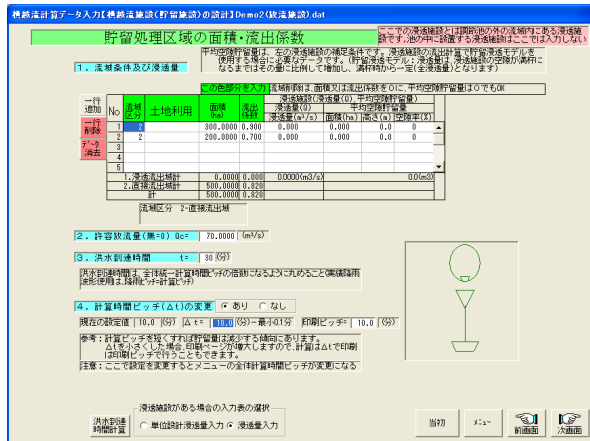 横越流計算データ入力【横越流施設(貯留施設)の設計】Demo2(放流施設).dat
貯留処理区域の面積・流出係数
ここでの浸透施設とは調節池の外の流域内にある浸透施設です,池の中に設置する浸透施設はここでは入力しない
1. 流域条件及び浸透量
平均空隙貯留量は、左の浸透施設の補足条件です。浸透施設の流出計算で貯留浸透モデルを
使用する場合に必要なデータです。(貯留浸透モデル:浸透量は、浸透施設の空隙が満杯に
なるまではその量に比例して増加し、満杯時から一定(全浸透量)となります)
この色部分を入力
流域削除は、面積又は流出係数を0に、平均空隙貯留量は0でもOK
一行追加
一行削除
データ消去
No 流域区分 土地利用 面積(ha) 流出係数 浸透施設(浸透量(Q),平均空隙貯留量)
浸透量(Q) 平均空隙貯留量
浸透量(m³/s) 面積(ha) 高さ(m) 空隙率(%)
1 2 300.0000 0.900 0.000 0.000 0.0 0
2 2 200.0000 0.700 0.000 0.000 0.0 0
3
4
5
1.浸透流出域計 0.0000 0.000 0.0000(m3/s) 0.0(m3)
2.直接流出域計 500.0000 0.820
計 500.0000 0.820
流域区分 2-直接流出域
2. 許容放流量(無=0) Qc= 70.0000 (m³/s)
3. 洪水到達時間 t= 30 (分)
洪水到達時間は、全体統一計算時間ピッチの倍数になるように丸めること(実績降雨
波形使用は、降雨ピッチ=計算ピッチ)
4. 計算時間ピッチ(Δt)の変更 あり なし
現在の設定値 10.0 (分) Δt= 10.0 (分)-最小0.1分 印刷ピッチ= 10.0 (分)
参考:計算ピッチを短くすれば貯留量は減少する傾向にあります。
Δtを小さくした場合、印刷ページが増大しますので、計算はΔtで印刷
は印刷ピッチで行うこともできます。
注意:ここで設定を変更するとメニューの全体計算時間ピッチが変更になる
洪水到達時間計算
浸透施設がある場合の入力表の選択
単位設計浸透量入力 浸透量入力
当初
メニュー
前画面
次画面